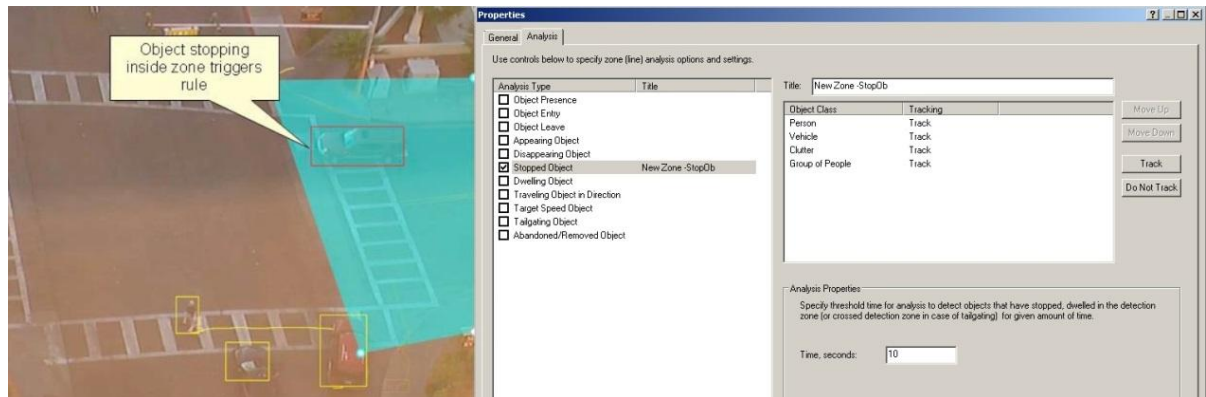 Object stopping
inside zone triggers
rule
Properties
General Analysis
Use controls below to specify zone (line) analysis options and settings.
Analysis Type Title
Object Presence
Object Entry
Object Leave
Appearing Object
Disappearing Object
Stopped Object New Zone -StopOb
Dwelling Object
Traveling Object in Direction
Target Speed Object
Tailgating Object
Abandoned/Removed Object
Title: New Zone -StopOb
Object Class Tracking
Person Track
Vehicle Track
Clutter Track
Group of People Track
Move Up
Move Down
Track
Do Not Track
Analysis Properties
Specify threshold time for analysis to detect objects that have stopped, dwelled in the detection
zone (or crossed detection zone in case of tailgating) for given amount of time.
Time, seconds: 10